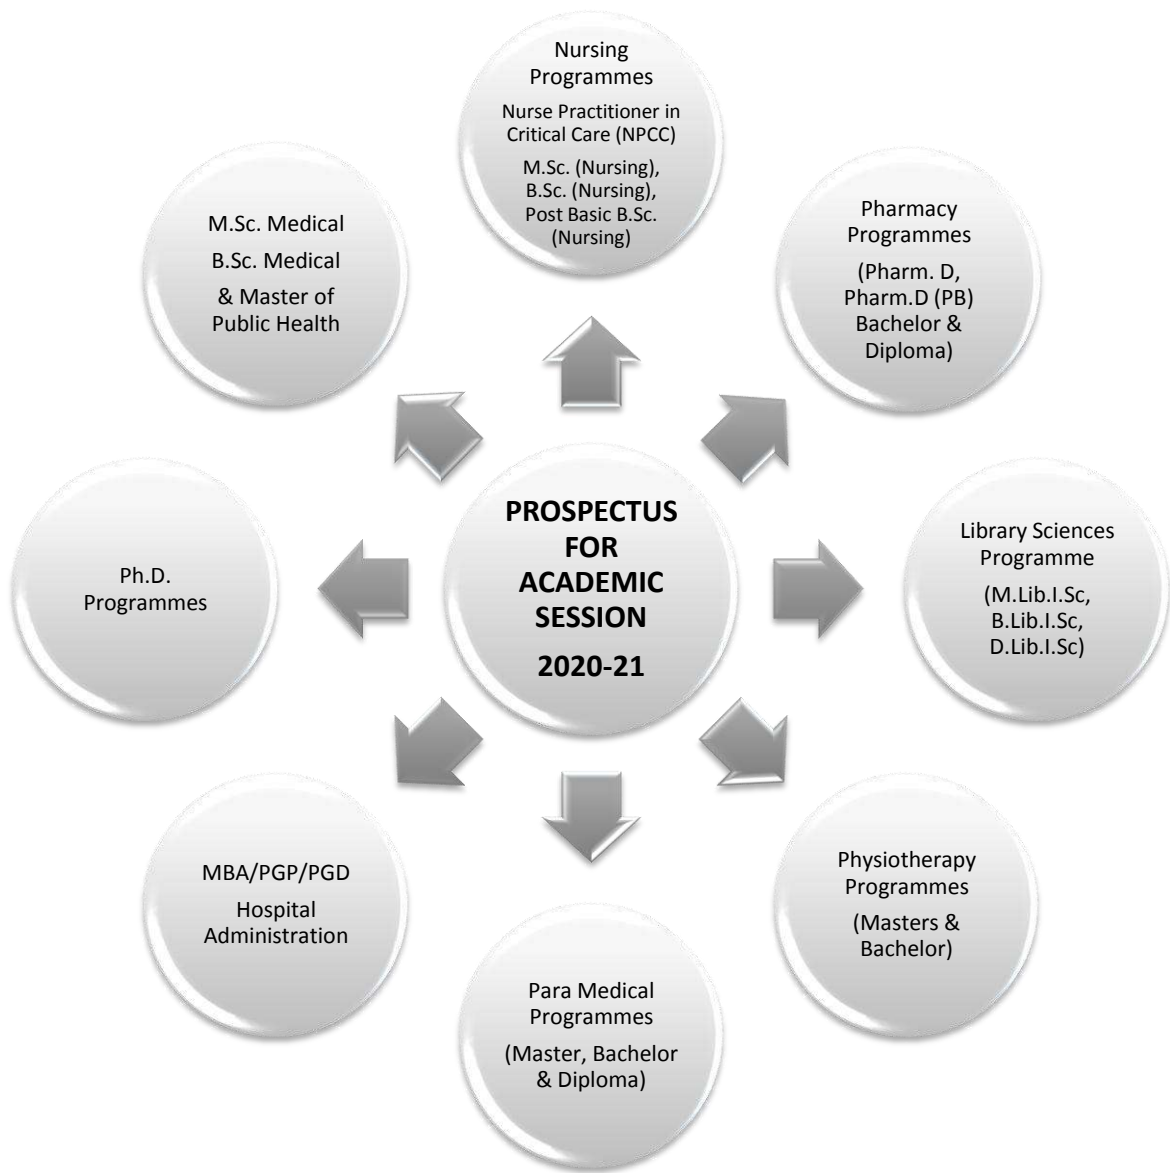 PROSPECTUS
FOR
ACADEMIC
SESSION
2020-21
Nursing
Programmes
Nurse Practitioner in
Critical Care (NPCC)
M.Sc. (Nursing),
B.Sc. (Nursing),
Post Basic B.Sc.
(Nursing)
Pharmacy
Programmes
(Pharm. D,
Pharm.D (PB)
Bachelor &
Diploma)
Library Sciences
Programme
(M.Lib.I.Sc,
B.Lib.I.Sc,
D.Lib.I.Sc)
Physiotherapy
Programmes
(Masters &
Bachelor)
Para Medical
Programmes
(Master, Bachelor
& Diploma)
MBA/PGP/PGD
Hospital
Administration
Ph.D.
Programmes
M.Sc. Medical
B.Sc. Medical
& Master of
Public Health